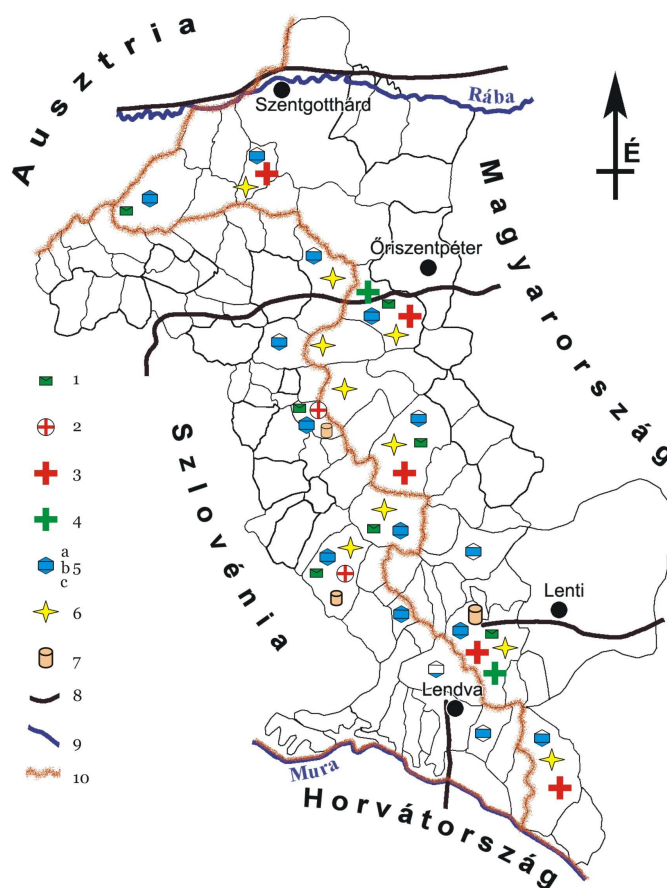 Ausztria
Szentgotthárd
Rába
É
Magyarország
Őriszentpéter
Szlovénia
1
2
3
4
a
b 5
c
6
7
8
9
10
Lenti
Lendva
Mura
Horvátország